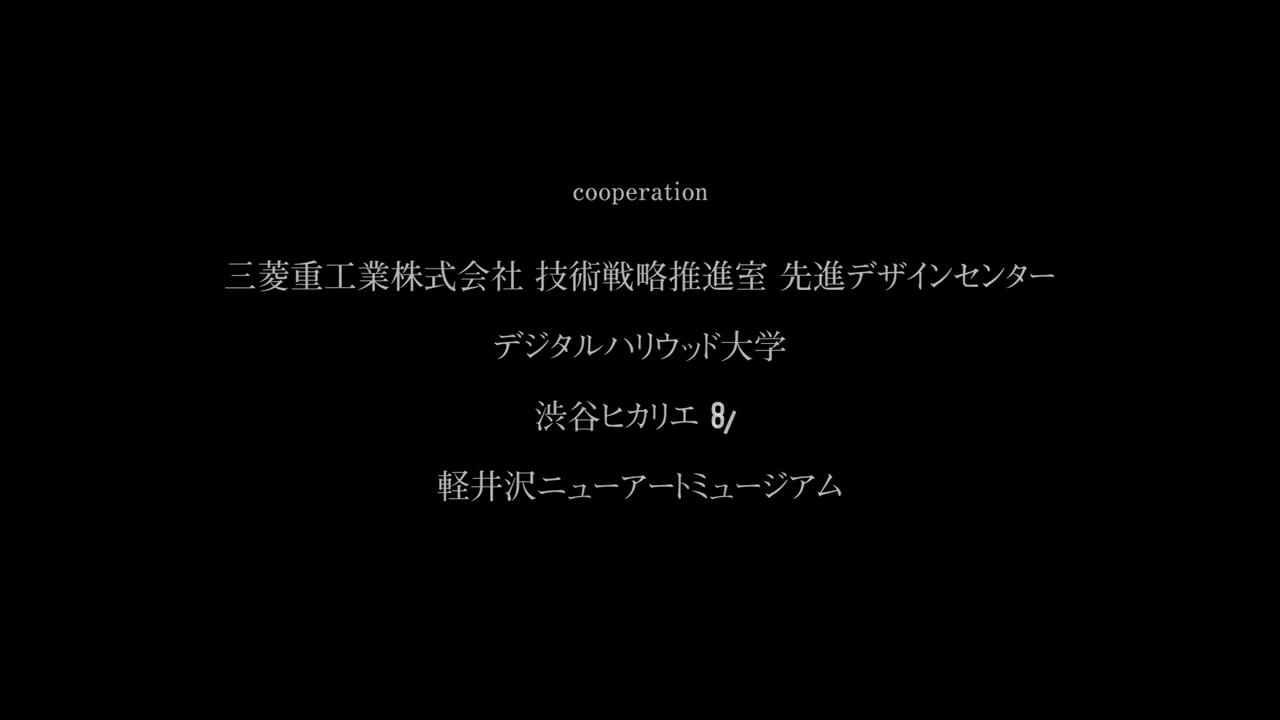 cooperation
三菱重工業株式会社 技術戦略推進室 先進デザインセンター
デジタルハリウッド大学
渋谷ヒカリエ 8/
軽井沢ニューアートミュージアム